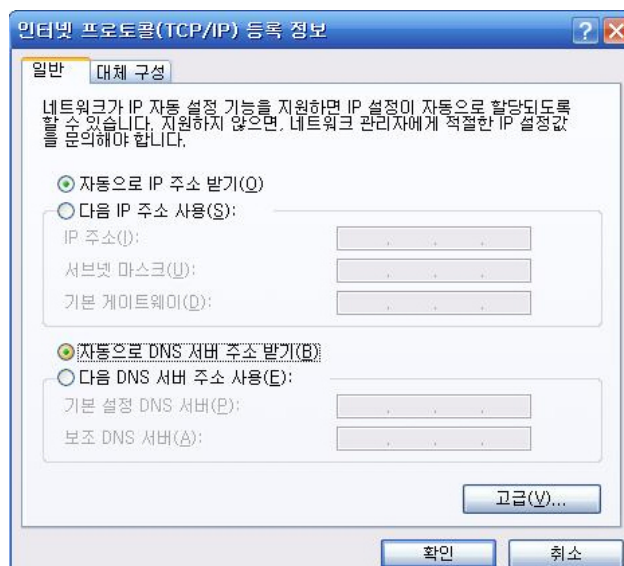 인터넷 프로토콜(TCP/IP) 등록 정보
일반 대체 구성
네트워크가 IP 자동 설정 기능을 지원하면 IP 설정이 자동으로 할당되도록
할 수 있습니다. 지원하지 않으면, 네트워크 관리자에게 적절한 IP 설정값
을 문의해야 합니다.
자동으로 IP 주소 받기(O)
다음 IP 주소 사용(S):
IP 주소(I):
서브넷 마스크(U):
기본 게이트웨이(D):
자동으로 DNS 서버 주소 받기(B)
다음 DNS 서버 주소 사용(E):
기본 설정 DNS 서버(P):
보조 DNS 서버(A):
고급(V)...
확인 취소